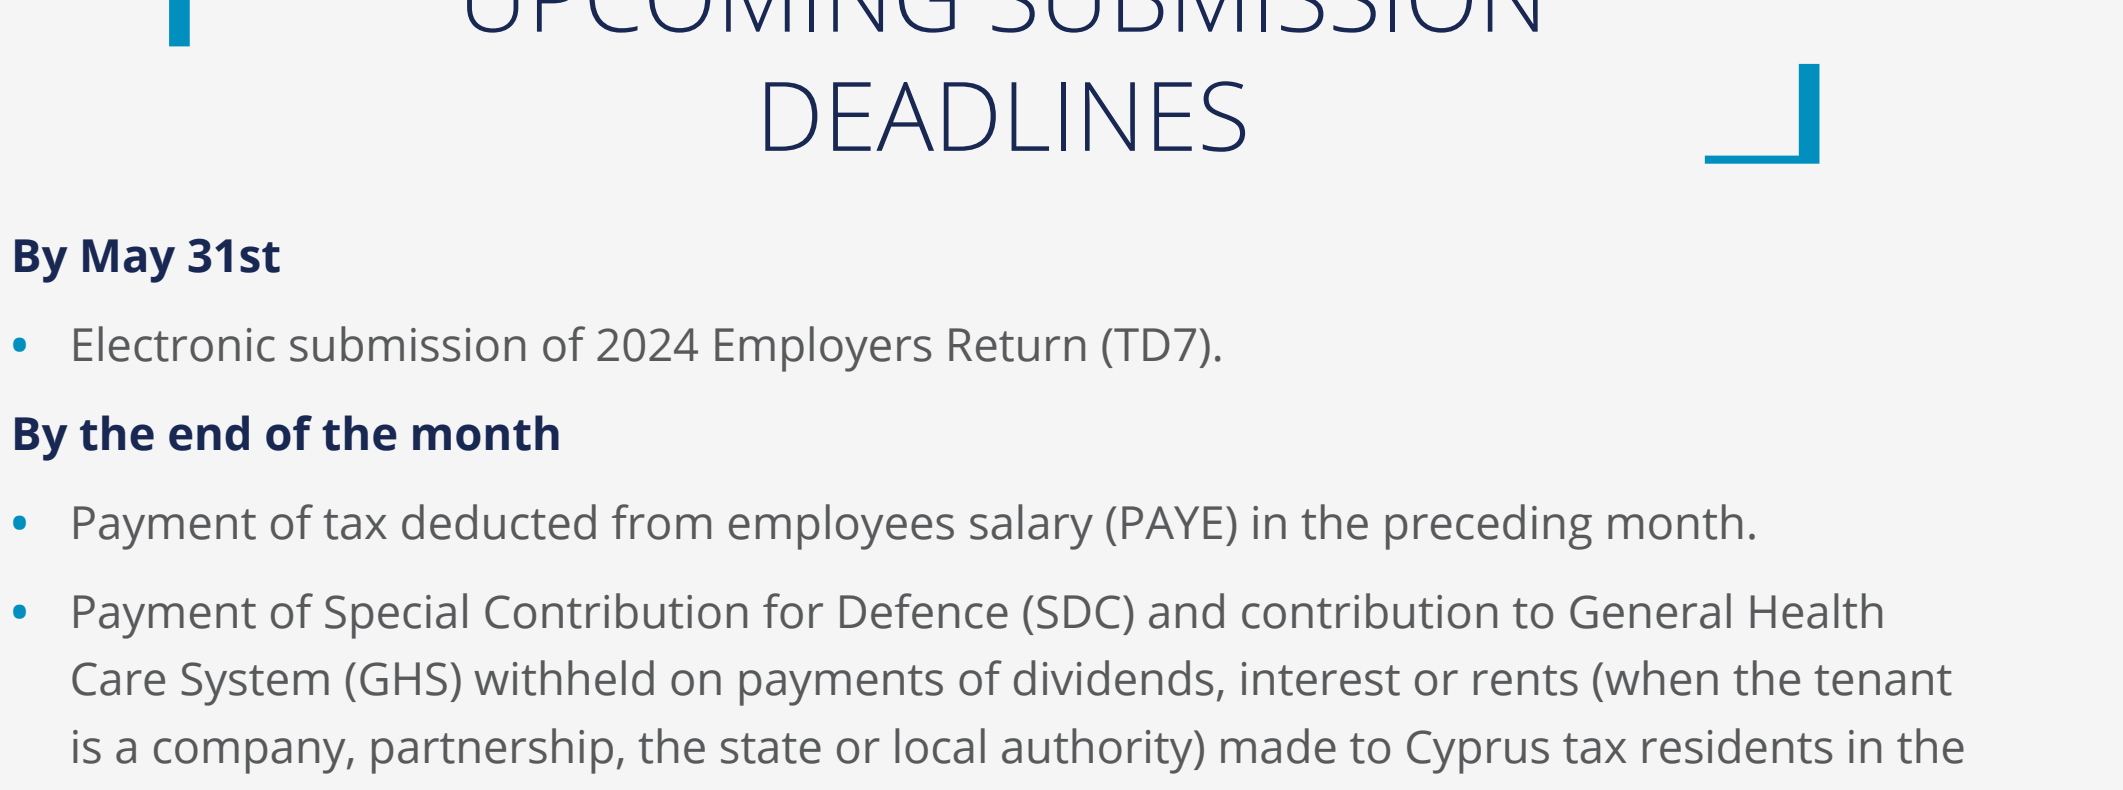 UPCOMING SUBMISSION
DEADLINES
By May 31st
• Electronic submission of 2024 Employers Return (TD7).
By the end of the month
• Payment of tax deducted from employees salary (PAYE) in the preceding month.
• Payment of Special Contribution for Defence (SDC) and contribution to General Health
Care System (GHS) withheld on payments of dividends, interest or rents (when the tenant
is a company, partnership, the state or local authority) made to Cyprus tax residents in the